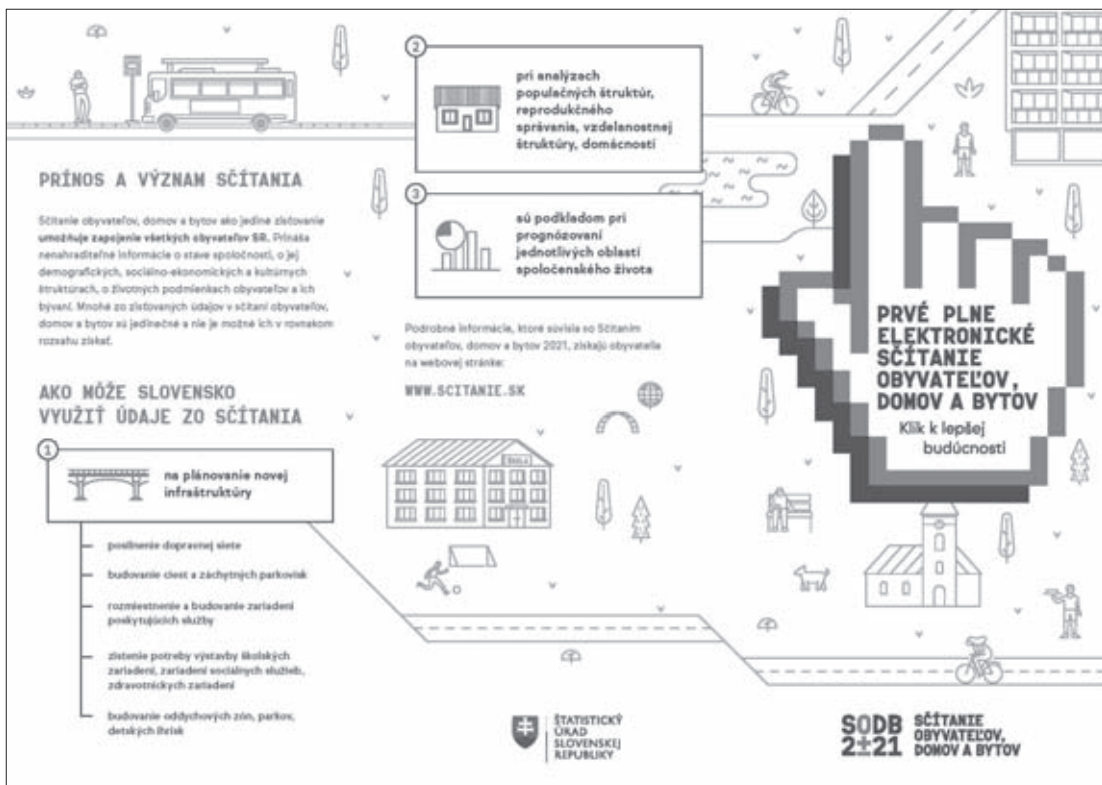 PRÍNOS A VÝZNAM SČÍTANIA
Sčítanie obyvateľov, domov a bytov ako jediné zisťovanie
umožňuje zapojenie všetkých obyvateľov SR. Prináša
nenahraditeľné informácie o stave spoločnosti, o jej
demografických, sociálno-ekonomických a kultúrnych
štruktúrach, o životných podmienkach obyvateľov a ich
bývaní. Mnohé zo zisťovaných údajov v sčítaní obyvateľov,
domov a bytov sú jedinečné a nie je možné ich v rovnakom
rozsahu získať.
AKO MÔŽE SLOVENSKO
VYUŽIŤ ÚDAJE ZO SČÍTANIA
1
na plánovanie novej
infraštruktúry
posilnenie dopravnej siete
budovanie ciest a záchytných parkovísk
rozmiestnenie a budovanie zariadení
poskytujúcich služby
zistenie potreby výstavby školských
zariadení, zariadení sociálnych služieb,
zdravotníckych zariadení
budovanie oddychových zón, parkov,
detských ihrísk
2
pri analýzach
populačných štruktúr,
reprodukčného
správania, vzdelanostnej
štruktúry, domácností
3
sú podkladom pri
prognózovaní
jednotlivých oblastí
spoločenského života
Podrobné informácie, ktoré súvisia so Sčítaním
obyvateľov, domov a bytov 2021, získajú obyvatelia
na webovej stránke:
WWW.SCITANIE.SK
ŠKOLA
ŠTATISTICKÝ
ÚRAD
SLOVENSKEJ
REPUBLIKY
PRVÉ PLNE
ELEKTRONICKÉ
SČÍTANIE
OBYVATEĽOV,
DOMOV A BYTOV
Klik k lepšej
budúcnosti
SODB
2±21
SČÍTANIE
OBYVATEĽOV,
DOMOV A BYTOV